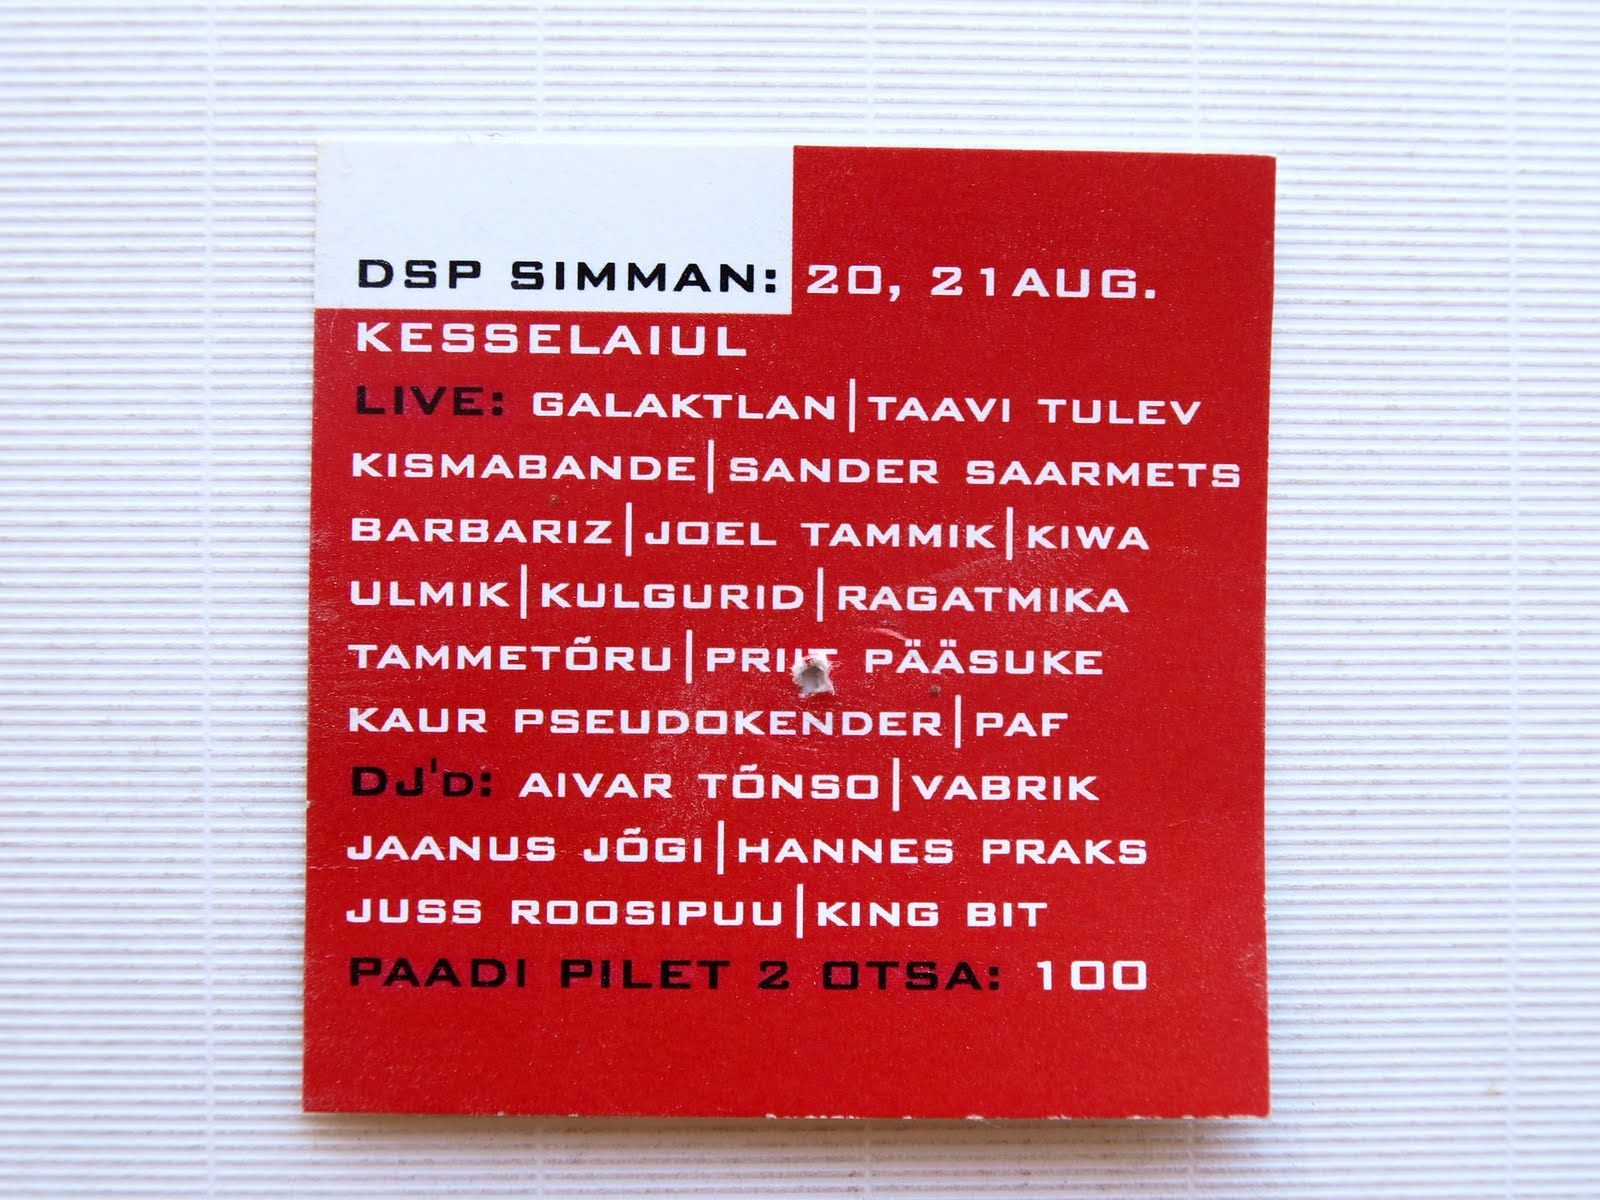 DSP SIMMAN: 20, 21AUG.
KESSELAIUL
LIVE: GALAKTLAN|TAAVI TULEV
KISMABANDE|SANDER SAARMETS
BARBARIZ|JOEL TAMMIK|KIWA
ULMIK|KULGURID|RAGATMIKA
TAMMETÕRU|PRIIT PÄÄSUKE
KAUR PSEUDOKENDER|PAF
DJ'D: AIVAR TÕNSO|VABRIK
JAANUS JÕGI|HANNES PRAKS
JUSS ROOSIPUU|KING BIT
PAADI PILET 2 OTSA: 100